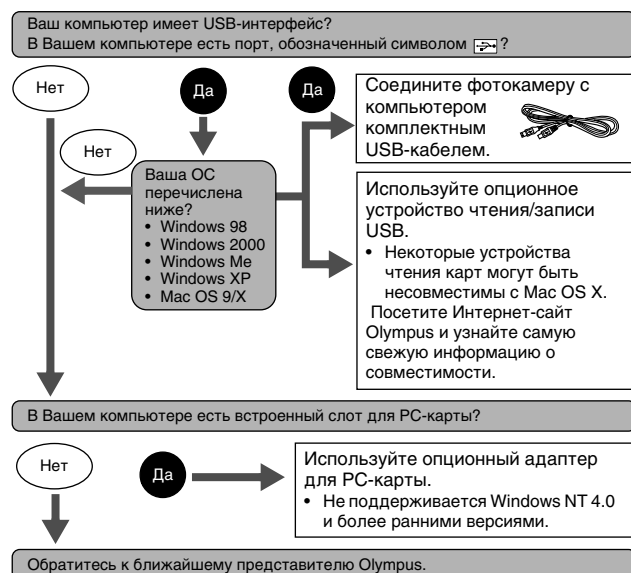 Ваш компьютер имеет USB-интерфейс?
В Вашем компьютере есть порт, обозначенный символом ?
Нет
Да
Да
Соедините фотокамеру с
компьютером
комплектным
USB-кабелем.
Нет
Ваша ОС
перечислена
ниже?
• Windows 98
• Windows 2000
• Windows Me
• Windows XP
• Mac OS 9/X
Используйте опционное
устройство чтения/записи
USB.
• Некоторые устройства
чтения карт могут быть
несовместимы с Mac OS X.
Посетите Интернет-сайт
Olympus и узнайте самую
свежую информацию о
совместимости.
В Вашем компьютере есть встроенный слот для PC-карты?
Нет
Да
Используйте опционный адаптер
для PC-карты.
• Не поддерживается Windows NT 4.0
и более ранними версиями.
Обратитесь к ближайшему представителю Olympus.